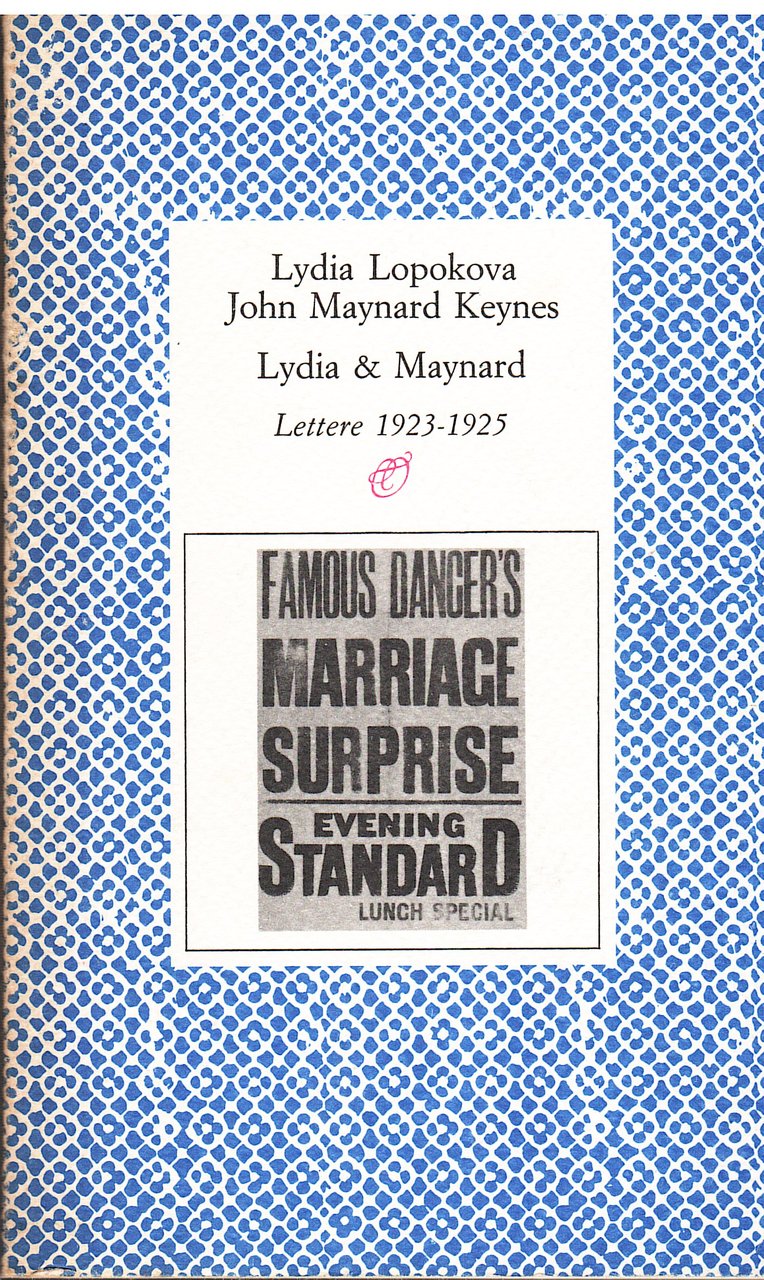 Lydia Lopokova
John Maynard Keynes
Lydia & Maynard
Lettere 1923-1925
FAMOUS DANCER'S
MARRIAGE
SURPRISE
EVENING
STANDARD
LUNCH SPECIAL